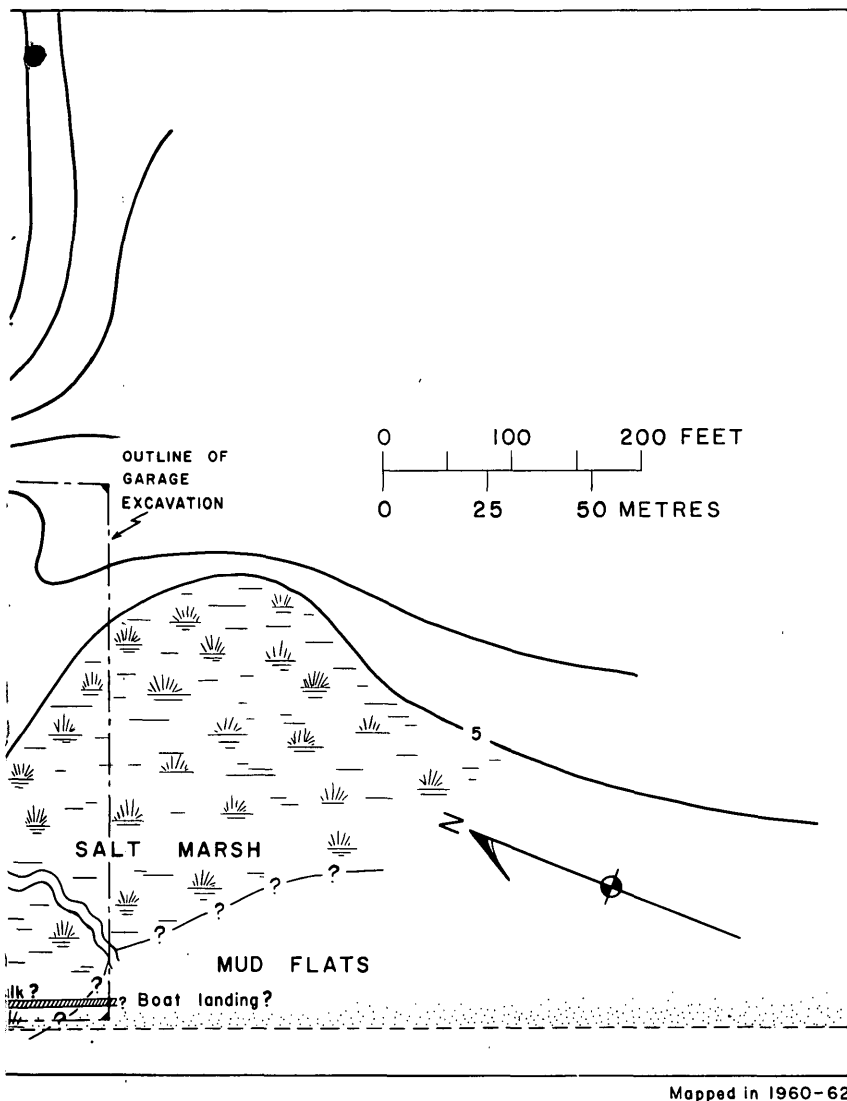 OUTLINE OF
GARAGE
EXCAVATION
0 100 200 FEET
0 25 50 METRES
5
N
SALT MARSH
? ? ? ?
MUD FLATS
?
lk ?
? Boat landing?
?
Mapped in 1960-62